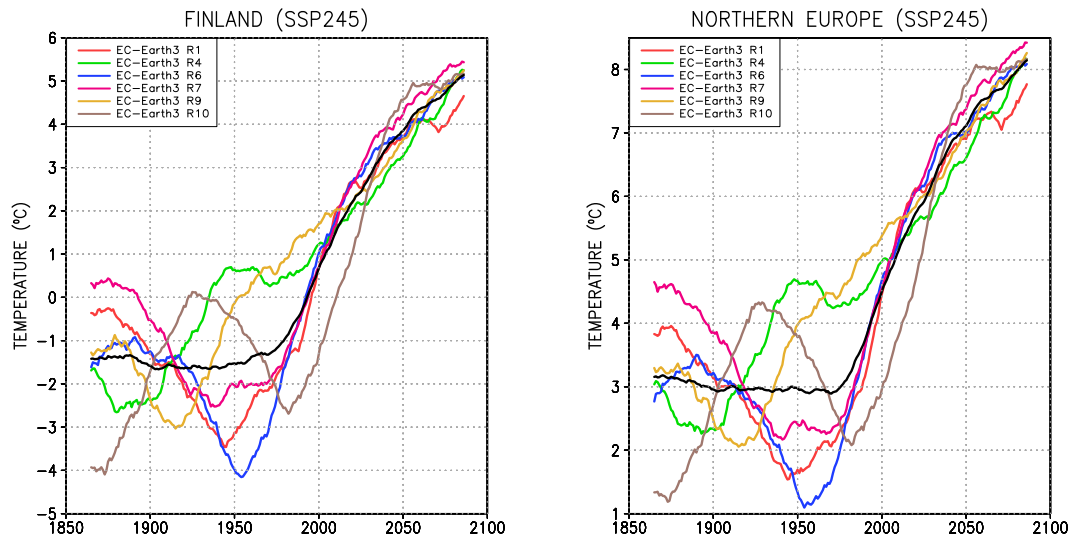 FINLAND (SSP245)
TEMPERATURE (ºC)
6
5
4
3
2
1
0
−1
−2
−3
−4
−5
EC−Earth3 R1
EC−Earth3 R4
EC−Earth3 R6
EC−Earth3 R7
EC−Earth3 R9
EC−Earth3 R10
1850 1900 1950 2000 2050 2100
NORTHERN EUROPE (SSP245)
TEMPERATURE (ºC)
8
7
6
5
4
3
2
1
EC−Earth3 R1
EC−Earth3 R4
EC−Earth3 R6
EC−Earth3 R7
EC−Earth3 R9
EC−Earth3 R10
1850 1900 1950 2000 2050 2100